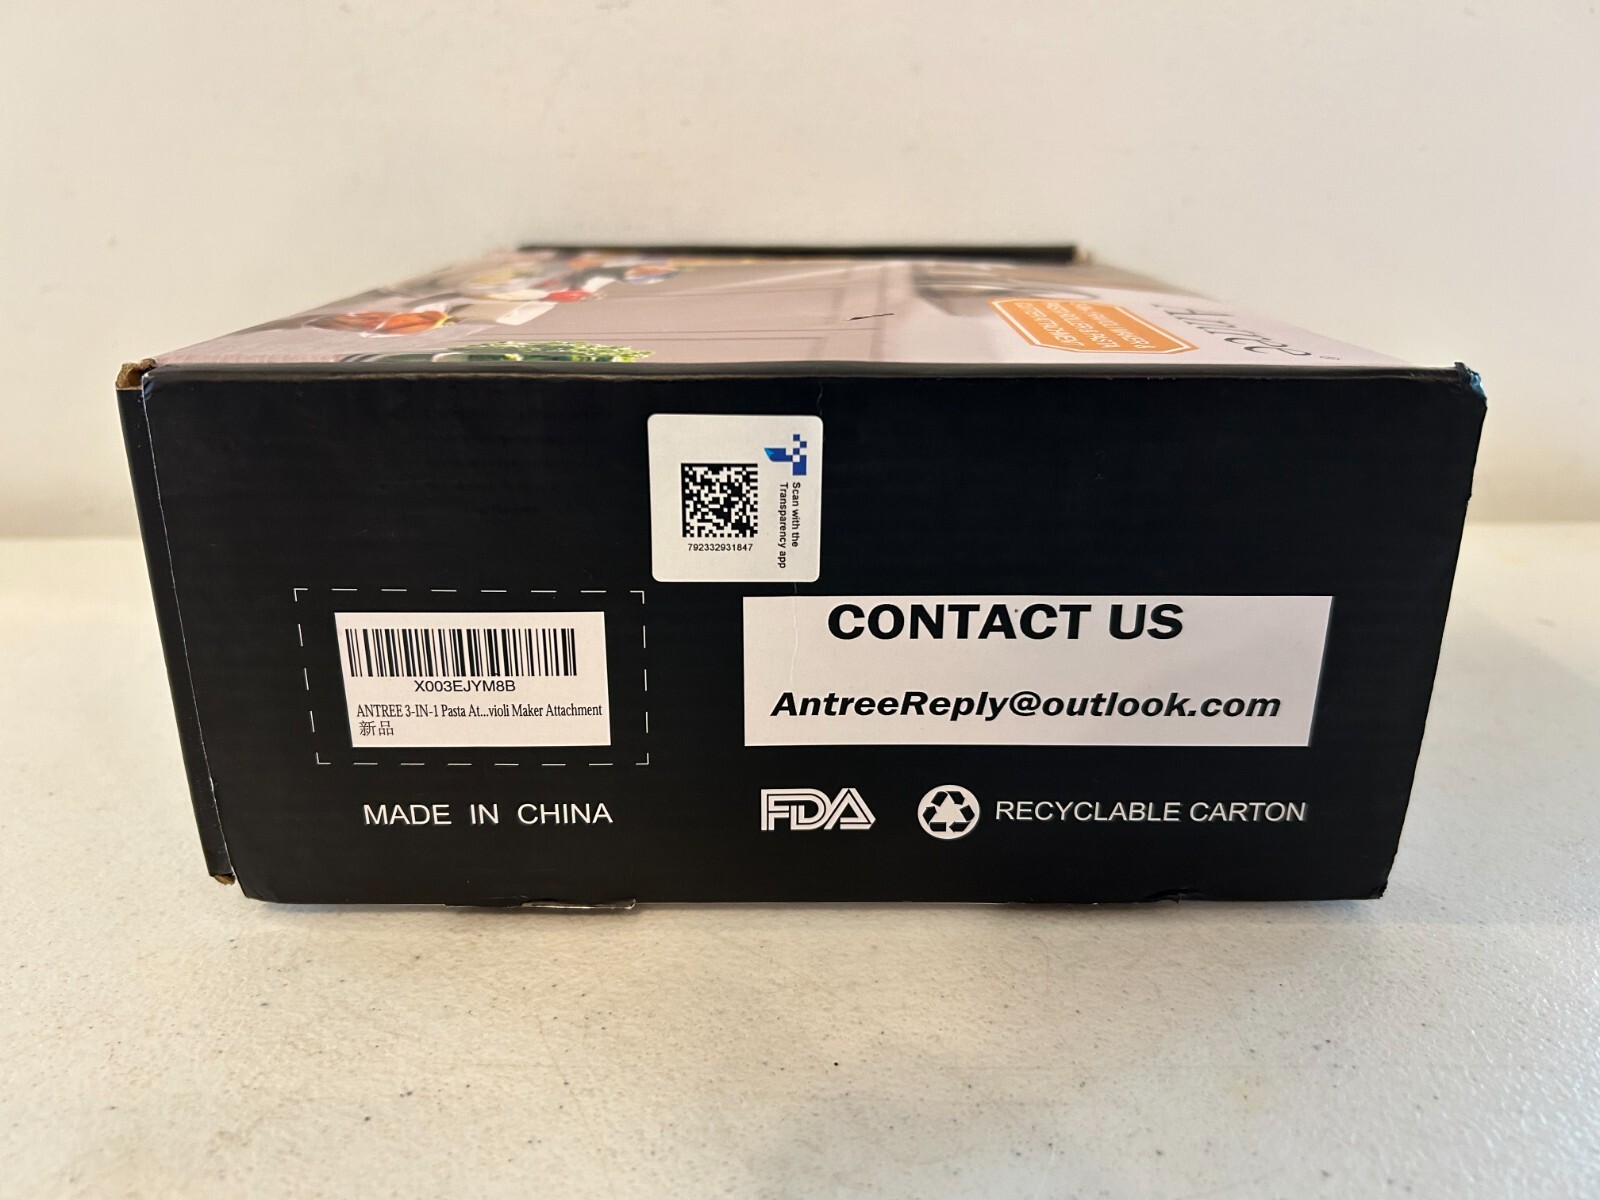 Antree
Scan with the
Transparency app
792332931847
X003EJYM8B
ANTREE 3-IN-1 Pasta At...violi Maker Attachment
新品
CONTACT US
AntreeReply@outlook.com
MADE IN CHINA
FDA
RECYCLABLE CARTON